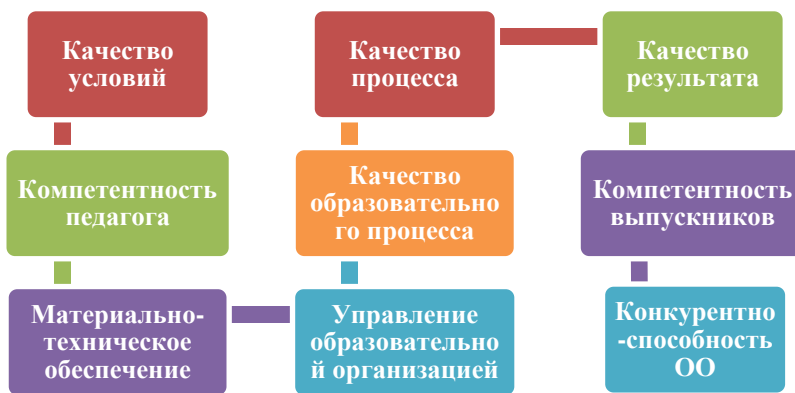 Качество
условий
Компетентность
педагога
Материально-
техническое
обеспечение
Управление
образовательно
й организацией
Качество
образовательно
го процесса
Качество
процесса
Качество
результата
Компетентность
выпускников
Конкурентно
-способность
ОО